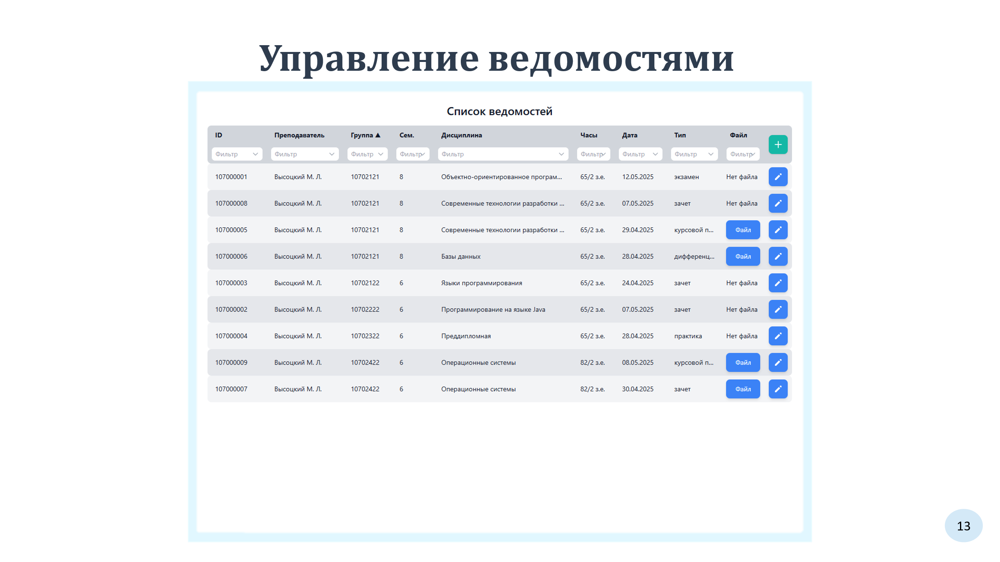 Управление ведомостями
Список ведомостей
ID Преподаватель Группа ▲ Сем. Дисциплина Часы Дата Тип Файл
Фильтр Фильтр Фильтр Фильтр Фильтр Фильтр Фильтр Фильтр Фильтр
107000001 Высоцкий М. Л. 10702121 8 Объектно-ориентированное програм... 65/2 з.е. 12.05.2025 экзамен Нет файла
107000008 Высоцкий М. Л. 10702121 8 Современные технологии разработки ... 65/2 з.е. 07.05.2025 зачет Нет файла
107000005 Высоцкий М. Л. 10702121 8 Современные технологии разработки ... 65/2 з.е. 29.04.2025 курсовой п... Файл
107000006 Высоцкий М. Л. 10702121 8 Базы данных 65/2 з.е. 28.04.2025 дифференц... Файл
107000003 Высоцкий М. Л. 10702122 6 Языки программирования 65/2 з.е. 24.04.2025 зачет Нет файла
107000002 Высоцкий М. Л. 10702222 6 Программирование на языке Java 65/2 з.е. 07.05.2025 зачет Нет файла
107000004 Высоцкий М. Л. 10702322 6 Преддипломная 65/2 з.е. 28.04.2025 практика Нет файла
107000009 Высоцкий М. Л. 10702422 6 Операционные системы 82/2 з.е. 08.05.2025 курсовой п... Файл
107000007 Высоцкий М. Л. 10702422 6 Операционные системы 82/2 з.е. 30.04.2025 зачет Файл
13